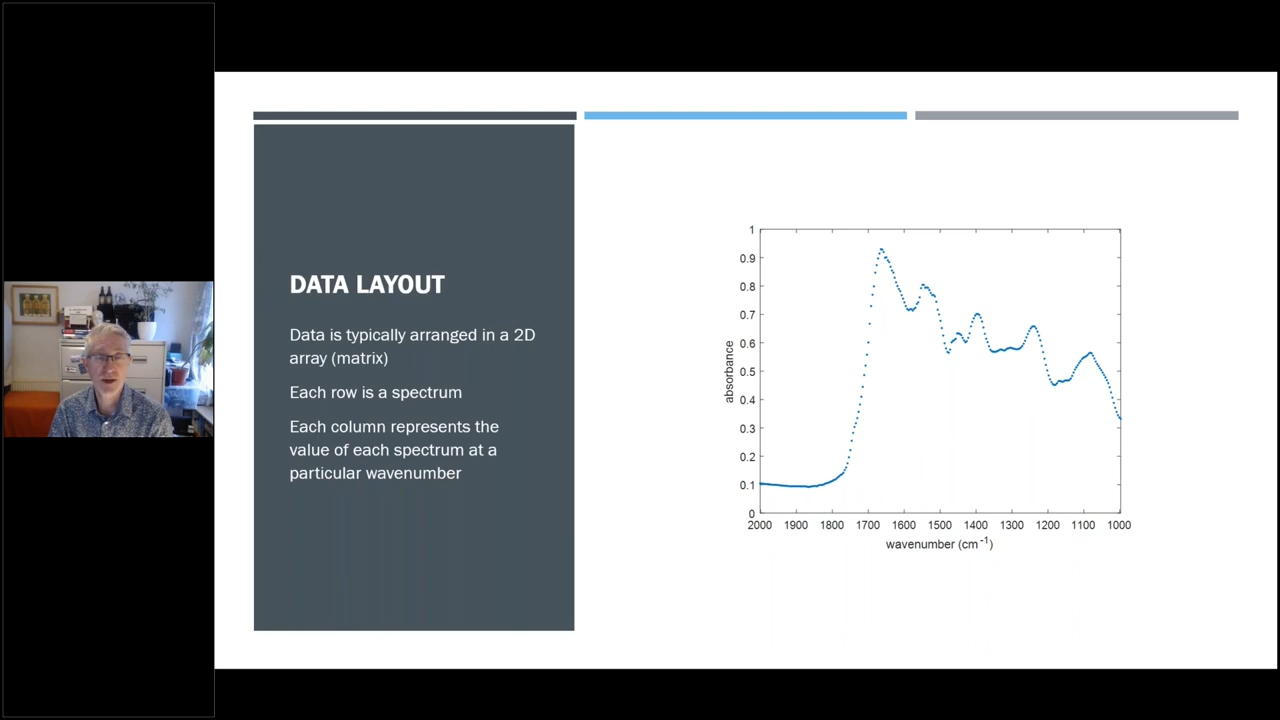 DATA LAYOUT
Data is typically arranged in a 2D
array (matrix)
Each row is a spectrum
Each column represents the
value of each spectrum at a
particular wavenumber
1
0.9
0.8
0.7
0.6
0.5
0.4
0.3
0.2
0.1
0
absorbance
2000 1900 1800 1700 1600 1500 1400 1300 1200 1100 1000
wavenumber (cm⁻¹)